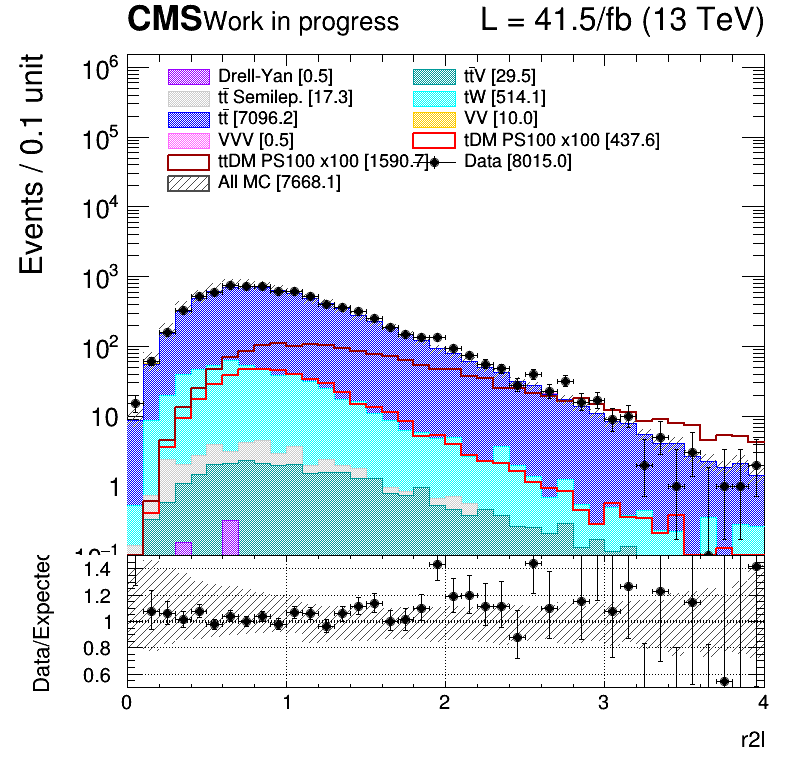 CMS Work in progress L = 41.5/fb (13 TeV)
Events / 0.1 unit
10⁶
10⁵
10⁴
10³
10²
10
1
10⁻¹
Drell-Yan [0.5] tt̄V [29.5]
tt̄ Semilep. [17.3] tW [514.1]
tt̄ [7096.2] VV [10.0]
VVV [0.5] tDM PS100 x100 [437.6]
ttDM PS100 x100 [1590.7] Data [8015.0]
All MC [7668.1]
Data/Expected
1.4
1.2
1
0.8
0.6
0 1 2 3 4
r2l